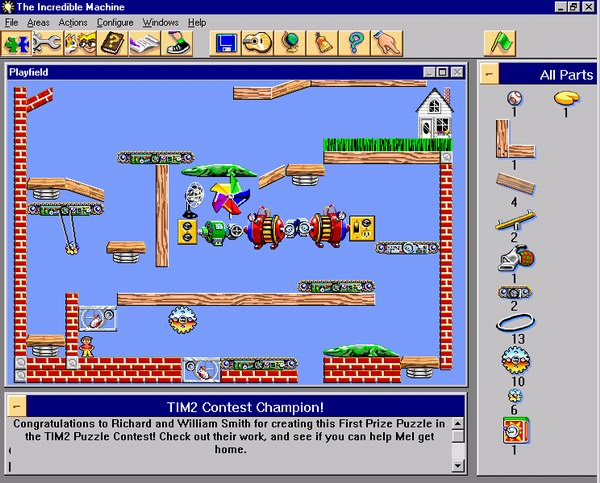 The Incredible Machine
File Areas Actions Configure Windows Help
Playfield
All Parts
1 1
1
4
2
1
2
13
10
6
1
TIM2 Contest Champion!
Congratulations to Richard and William Smith for creating this First Prize Puzzle in
the TIM2 Puzzle Contest! Check out their work, and see if you can help Mel get
home.